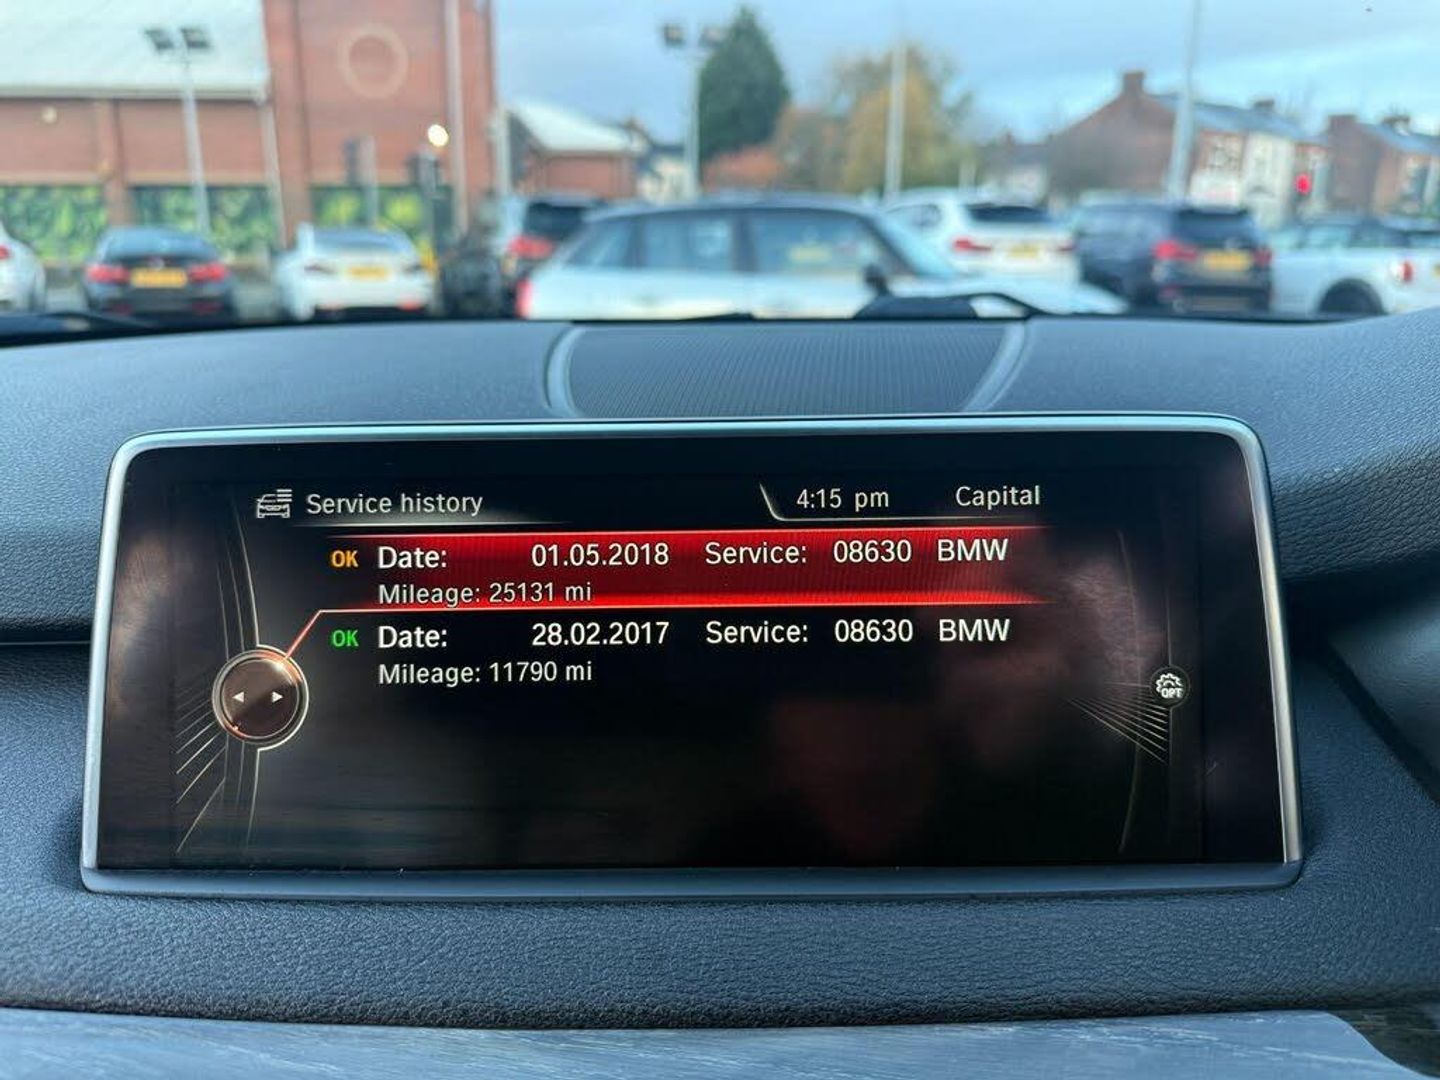 Service history 4:15 pm Capital
OK Date: 01.05.2018 Service: 08630 BMW
Mileage: 25131 mi
OK Date: 28.02.2017 Service: 08630 BMW
Mileage: 11790 mi
OPT